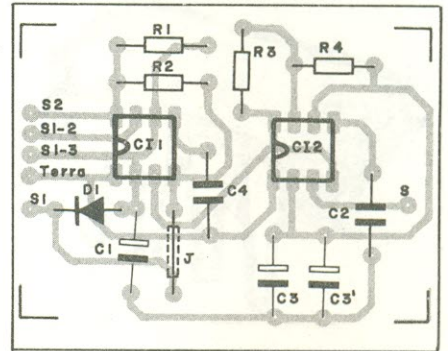 R1
R2
R3
R4
S2
S1-2
S1-3
Terra
CI1
CI2
S1
D1
C4
C2
S
C1
J
C3
C3'